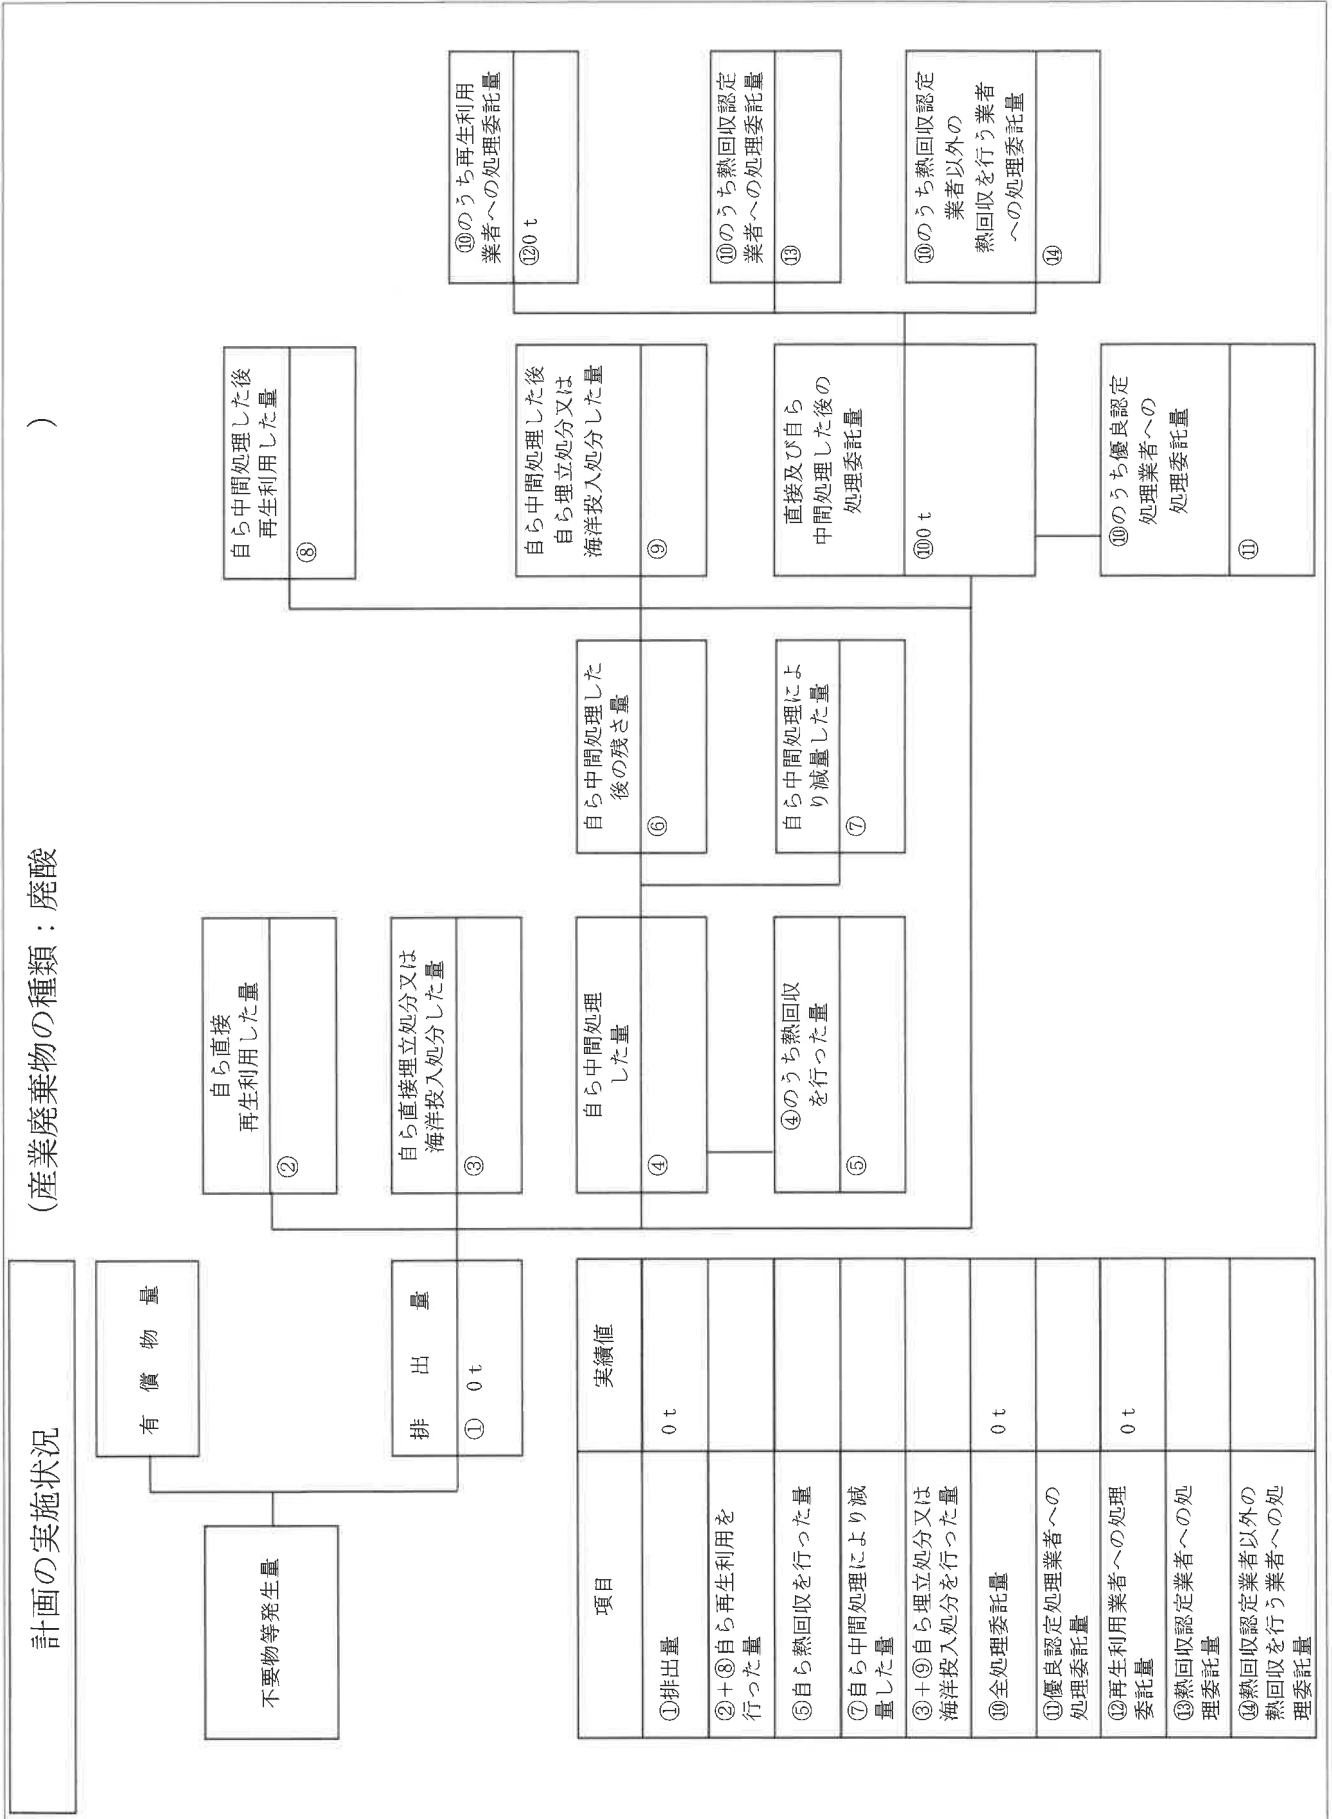 計画の実施状況
(産業廃棄物の種類：廃酸 )
不要物等発生量
有償物量
排出量
① 0 t
自ら直接
再生利用した量
②
自ら直接埋立処分又は
海洋投入処分した量
③
自ら中間処理
した量
④
④のうち熱回収
を行った量
⑤
自ら中間処理した
後の残さ量
⑥
自ら中間処理によ
り減量した量
⑦
自ら中間処理した後
再生利用した量
⑧
自ら中間処理した後
自ら埋立処分又は
海洋投入処分した量
⑨
直接及び自ら
中間処理した後の
処理委託量
⑩0 t
⑩のうち優良認定
処理業者への
処理委託量
⑪
⑩のうち再生利用
業者への処理委託量
⑫0 t
⑩のうち熱回収認定
業者への処理委託量
⑬
⑩のうち熱回収認定
業者以外の
熱回収を行う業者
への処理委託量
⑭
項目 実績値
①排出量 0 t
②＋⑧自ら再生利用を
行った量
⑤自ら熱回収を行った量
⑦自ら中間処理により減
量した量
③＋⑨自ら埋立処分又は
海洋投入処分を行った量
⑩全処理委託量 0 t
⑪優良認定処理業者への
処理委託量
⑫再生利用業者への処理
委託量 0 t
⑬熱回収認定業者への処
理委託量
⑭熱回収認定業者以外の
熱回収を行う業者への処
理委託量